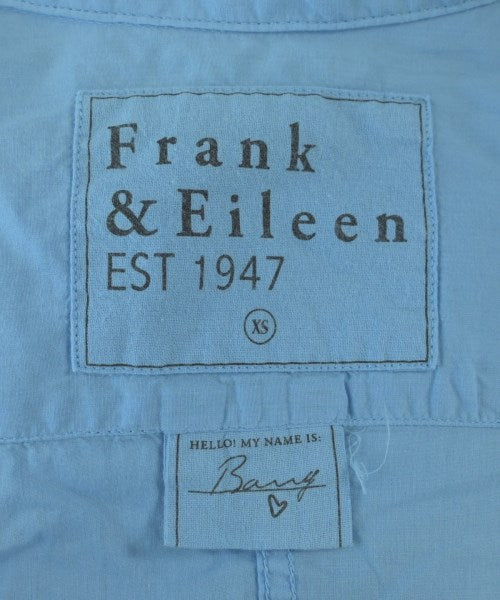 Frank
& Eileen
EST 1947
XS
HELLO! MY NAME IS:
Barry